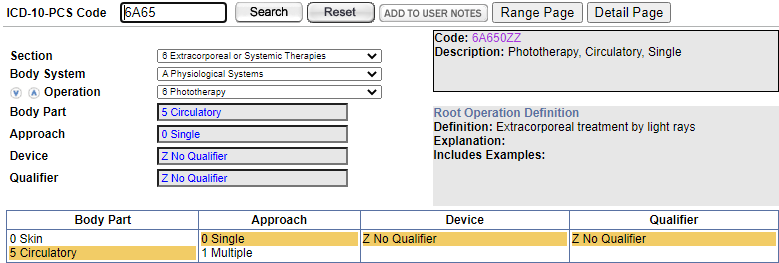 ICD-10-PCS Code 6A65 Search Reset ADD TO USER NOTES Range Page Detail Page
Section 6 Extracorporeal or Systemic Therapies
Body System A Physiological Systems
Operation 6 Phototherapy
Body Part 5 Circulatory
Approach 0 Single
Device Z No Qualifier
Qualifier Z No Qualifier
Code: 6A650ZZ
Description: Phototherapy, Circulatory, Single
Root Operation Definition
Definition: Extracorporeal treatment by light rays
Explanation:
Includes Examples:
Body Part Approach Device Qualifier
0 Skin 0 Single Z No Qualifier Z No Qualifier
5 Circulatory 1 Multiple